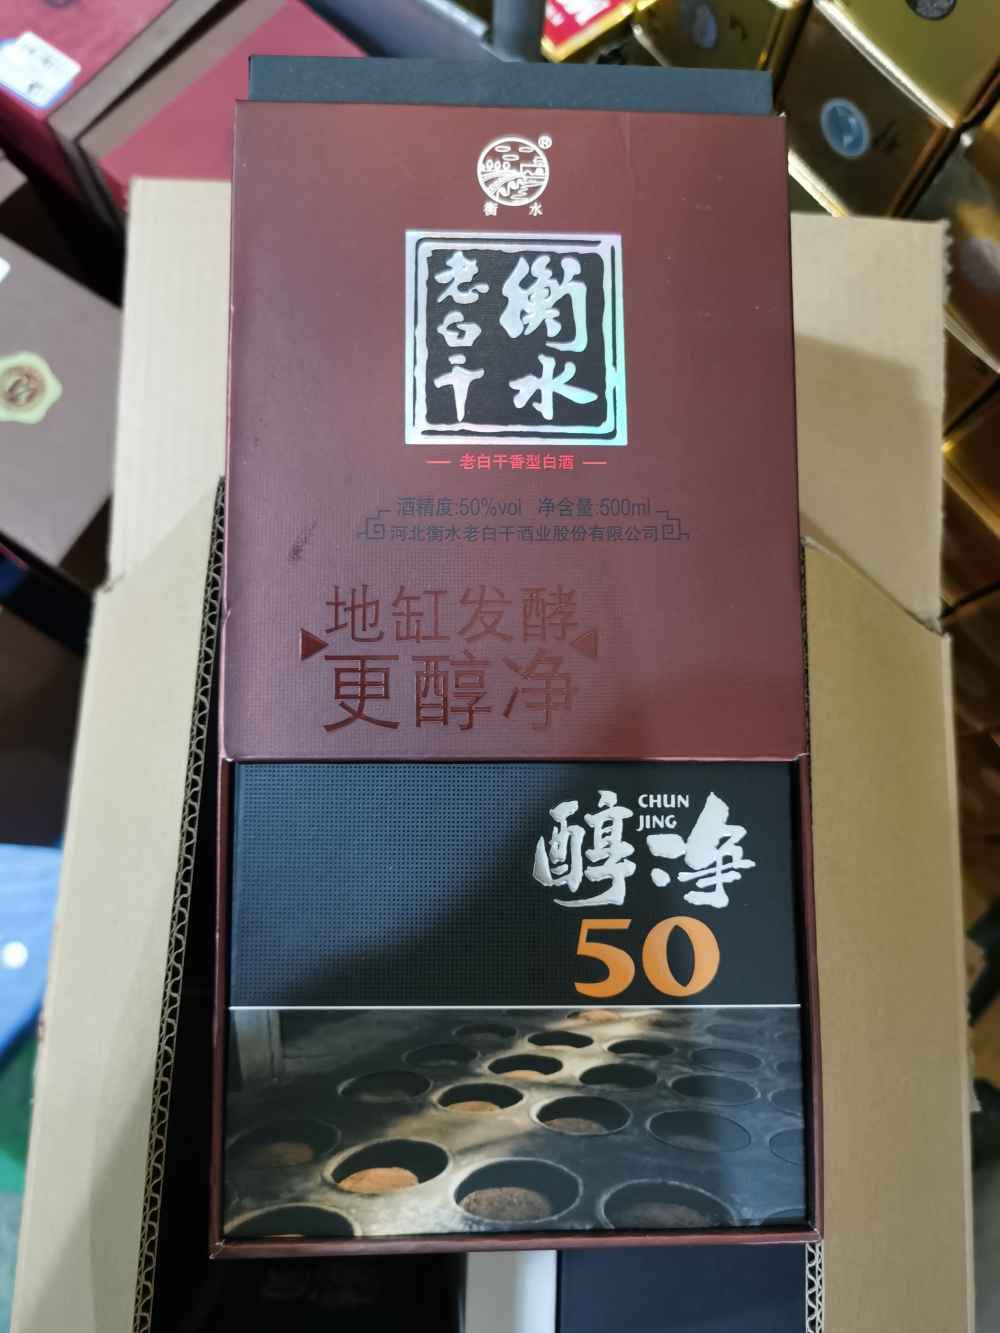 ®
衡 水
衡水
老白干
老白干香型白酒
酒精度:50%vol 净含量:500ml
河北衡水老白干酒业股份有限公司
地缸发酵
更醇净
醇净
CHUN
JING
50